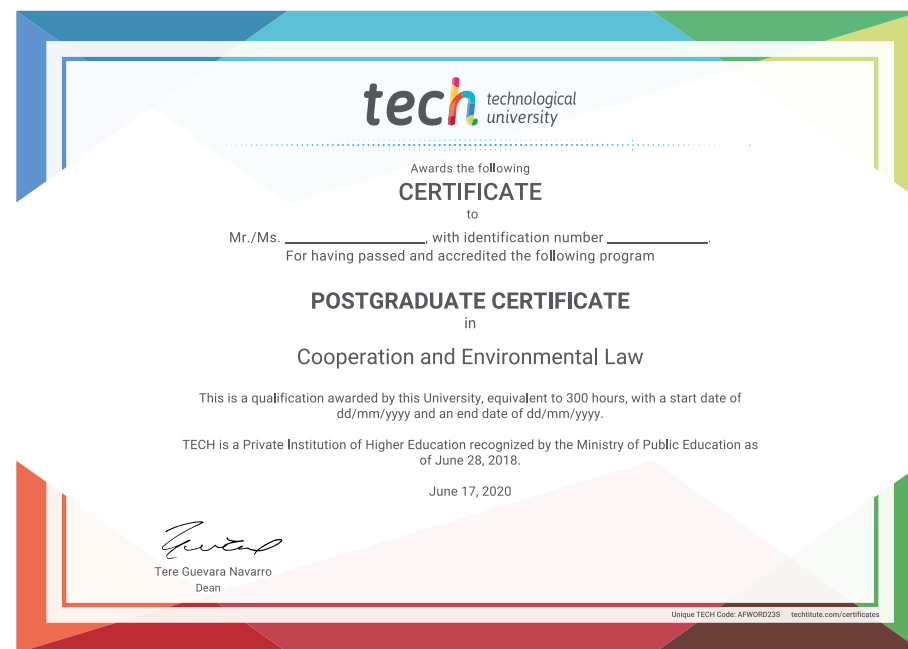 tech technological
university
Awards the following
CERTIFICATE
to
Mr./Ms. ____________________, with identification number ______________.
For having passed and accredited the following program
POSTGRADUATE CERTIFICATE
in
Cooperation and Environmental Law
This is a qualification awarded by this University, equivalent to 300 hours, with a start date of
dd/mm/yyyy and an end date of dd/mm/yyyy.
TECH is a Private Institution of Higher Education recognized by the Ministry of Public Education as
of June 28, 2018.
June 17, 2020
Tere Guevara Navarro
Dean
Unique TECH Code: AFWORD23S techtitute.com/certificates